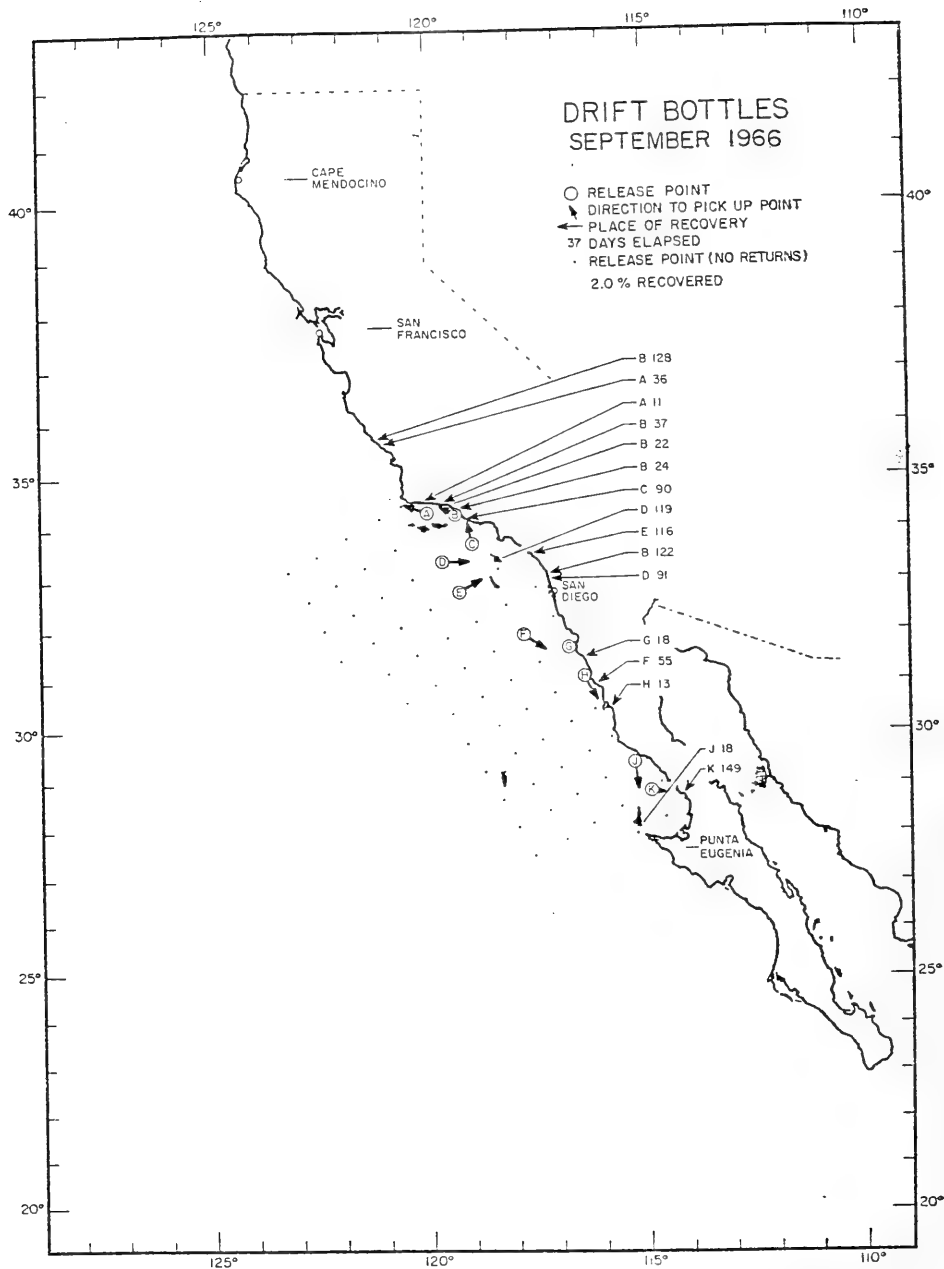 125°
120°
115°
110°
DRIFT BOTTLES
SEPTEMBER 1966
RELEASE POINT
DIRECTION TO PICK UP POINT
PLACE OF RECOVERY
37 DAYS ELAPSED
RELEASE POINT (NO RETURNS)
2.0 % RECOVERED
CAPE
MENDOCINO
40°
40°
SAN
FRANCISCO
B 128
A 36
A 11
B 37
B 22
B 24
C 90
D 119
E 116
B 122
D 91
35°
35°
A
B
C
D
E
SAN
DIEGO
F
G
H
G 18
F 55
H 13
30°
30°
J
K
J 18
K 149
PUNTA
EUGENIA
25°
25°
20°
20°
125°
120°
115°
110°